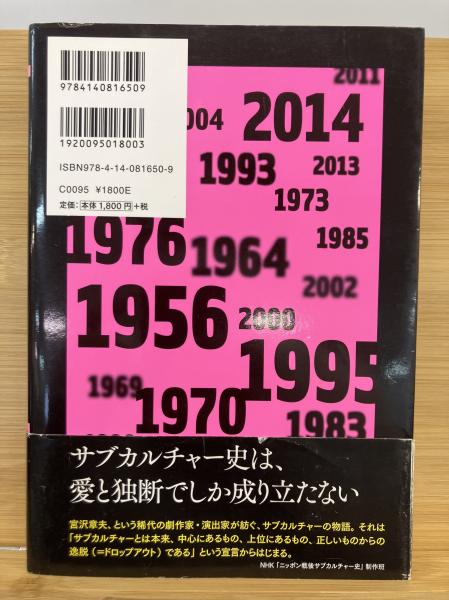 9784140816509
1920095018003
ISBN978-4-14-081650-9
C0095 ¥1800E
定価：本体1,800円＋税
2011
004
2014
1993
2013
1973
1976
1964
1985
2002
1956
2000
1995
1969
1970
1983
サブカルチャー史は、
愛と独断でしか成り立たない
宮沢章夫、という稀代の劇作家・演出家が紡ぐ、サブカルチャーの物語。それは
「サブカルチャーとは本来、中心にあるもの、上位にあるもの、正しいものからの
逸脱（＝ドロップアウト）である」という宣言からはじまる。
NHK「ニッポン戦後サブカルチャー史」制作班